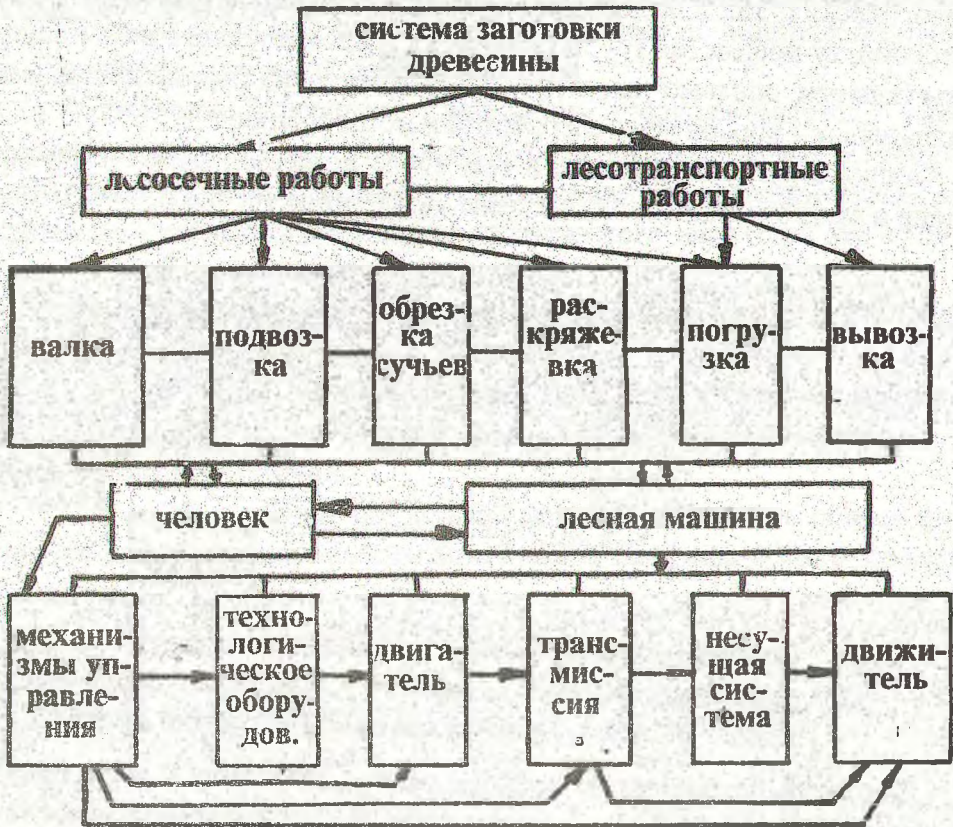 система заготовки
древесины
лесосечные работы
лесотранспортные
работы
валка
подвоз-
ка
обрез-
ка
сучьев
рас-
кряже-
вка
погру-
зка
вывоз-
ка
человек
лесная машина
механи-
змы уп-
равле-
ния
техно-
логи-
ческое
обору-
дов.
двига-
тель
транс-
мис-
сия
несу-
щая
сис-
тема
движи-
тель